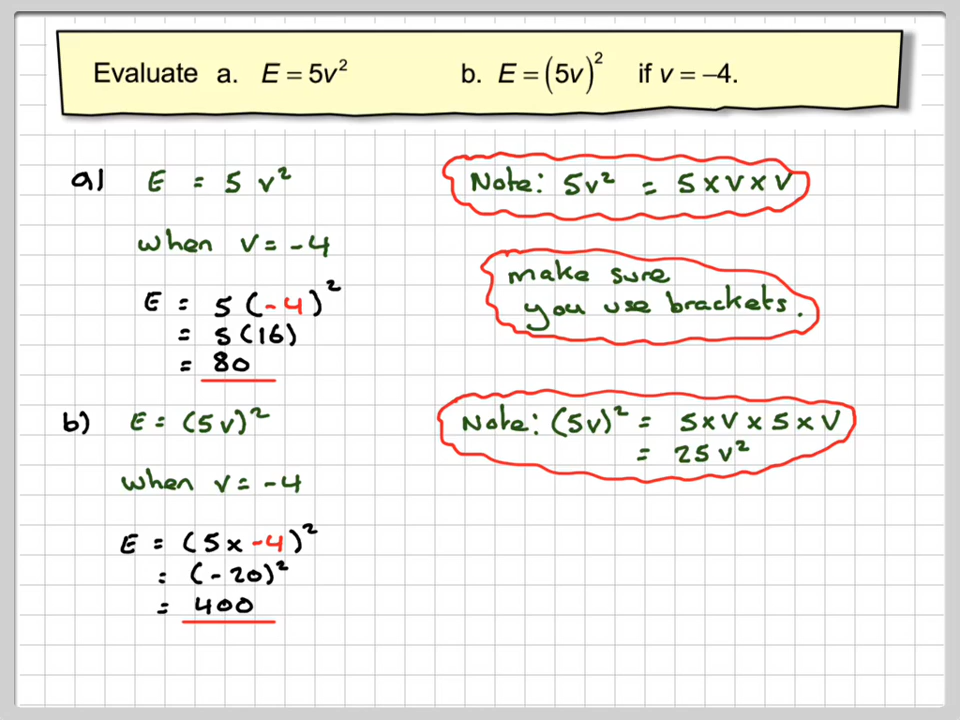 Evaluate a. E = 5v² b. E = (5v)² if v = –4.
a) E = 5 v²
Note: 5v² = 5 x v x v
when v = -4
make sure
you use brackets.
E = 5 (-4)²
= 5(16)
= 80
b) E = (5v)²
Note: (5v)² = 5 x v x 5 x v
= 25 v²
when v = -4
E = (5 x -4)²
= (-20)²
= 400